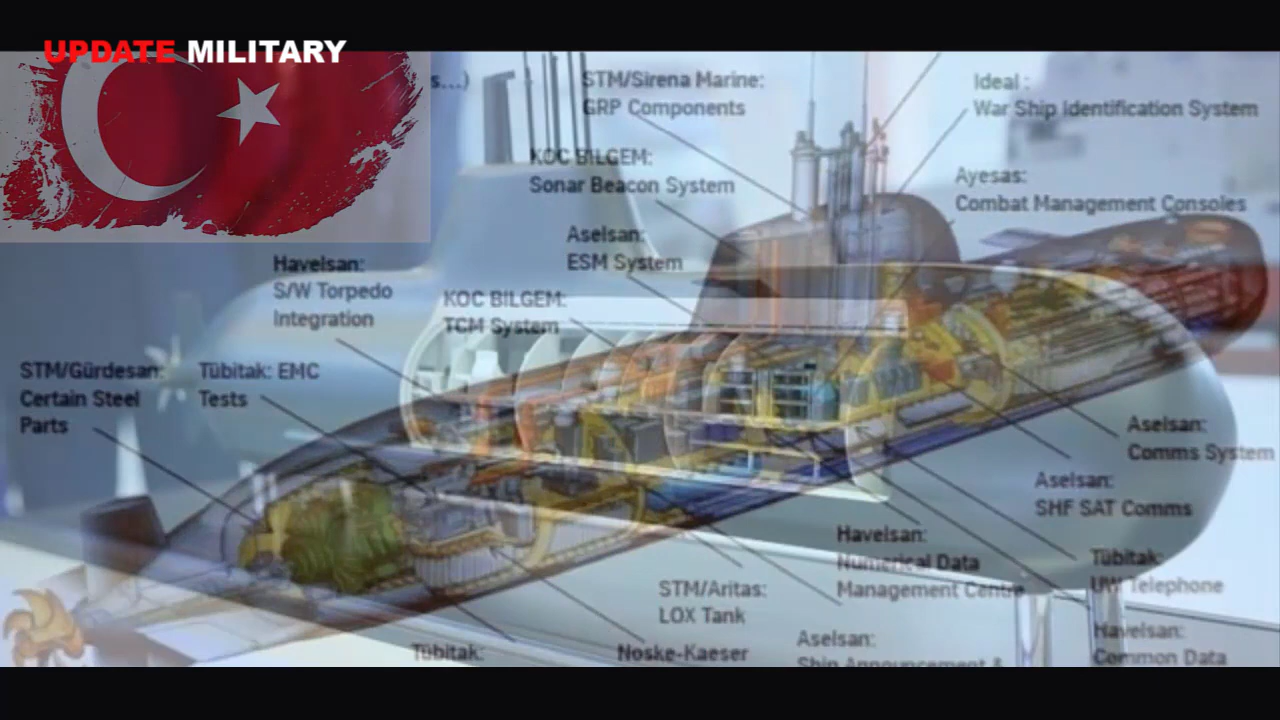 UPDATE MILITARY
s...)
STM/Sirena Marine:
GRP Components
Ideal :
War Ship Identification System
KOC BILGEM:
Sonar Beacon System
Ayesas:
Combat Management Consoles
Aselsan:
ESM System
Havelsan:
S/W Torpedo
Integration
KOC BILGEM:
TCM System
STM/Gürdesan:
Certain Steel
Parts
Tübitak: EMC
Tests
Aselsan:
Comms System
Aselsan:
SHF SAT Comms
Havelsan:
Numerical Data
Management Centre
Tübitak:
UW Telephone
STM/Aritas:
LOX Tank
Havelsan:
Common Data
Aselsan:
Ship Announcement &
Tübitak:
Noske-Kaeser